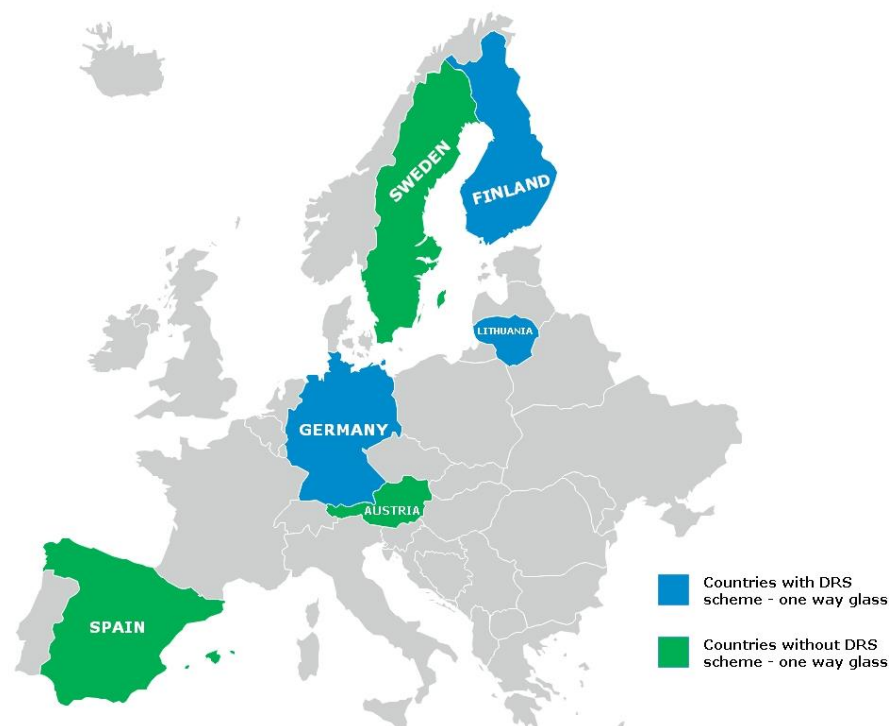 SWEDEN
FINLAND
LITHUANIA
GERMANY
AUSTRIA
SPAIN
Countries with DRS
scheme - one way glass
Countries without DRS
scheme - one way glass